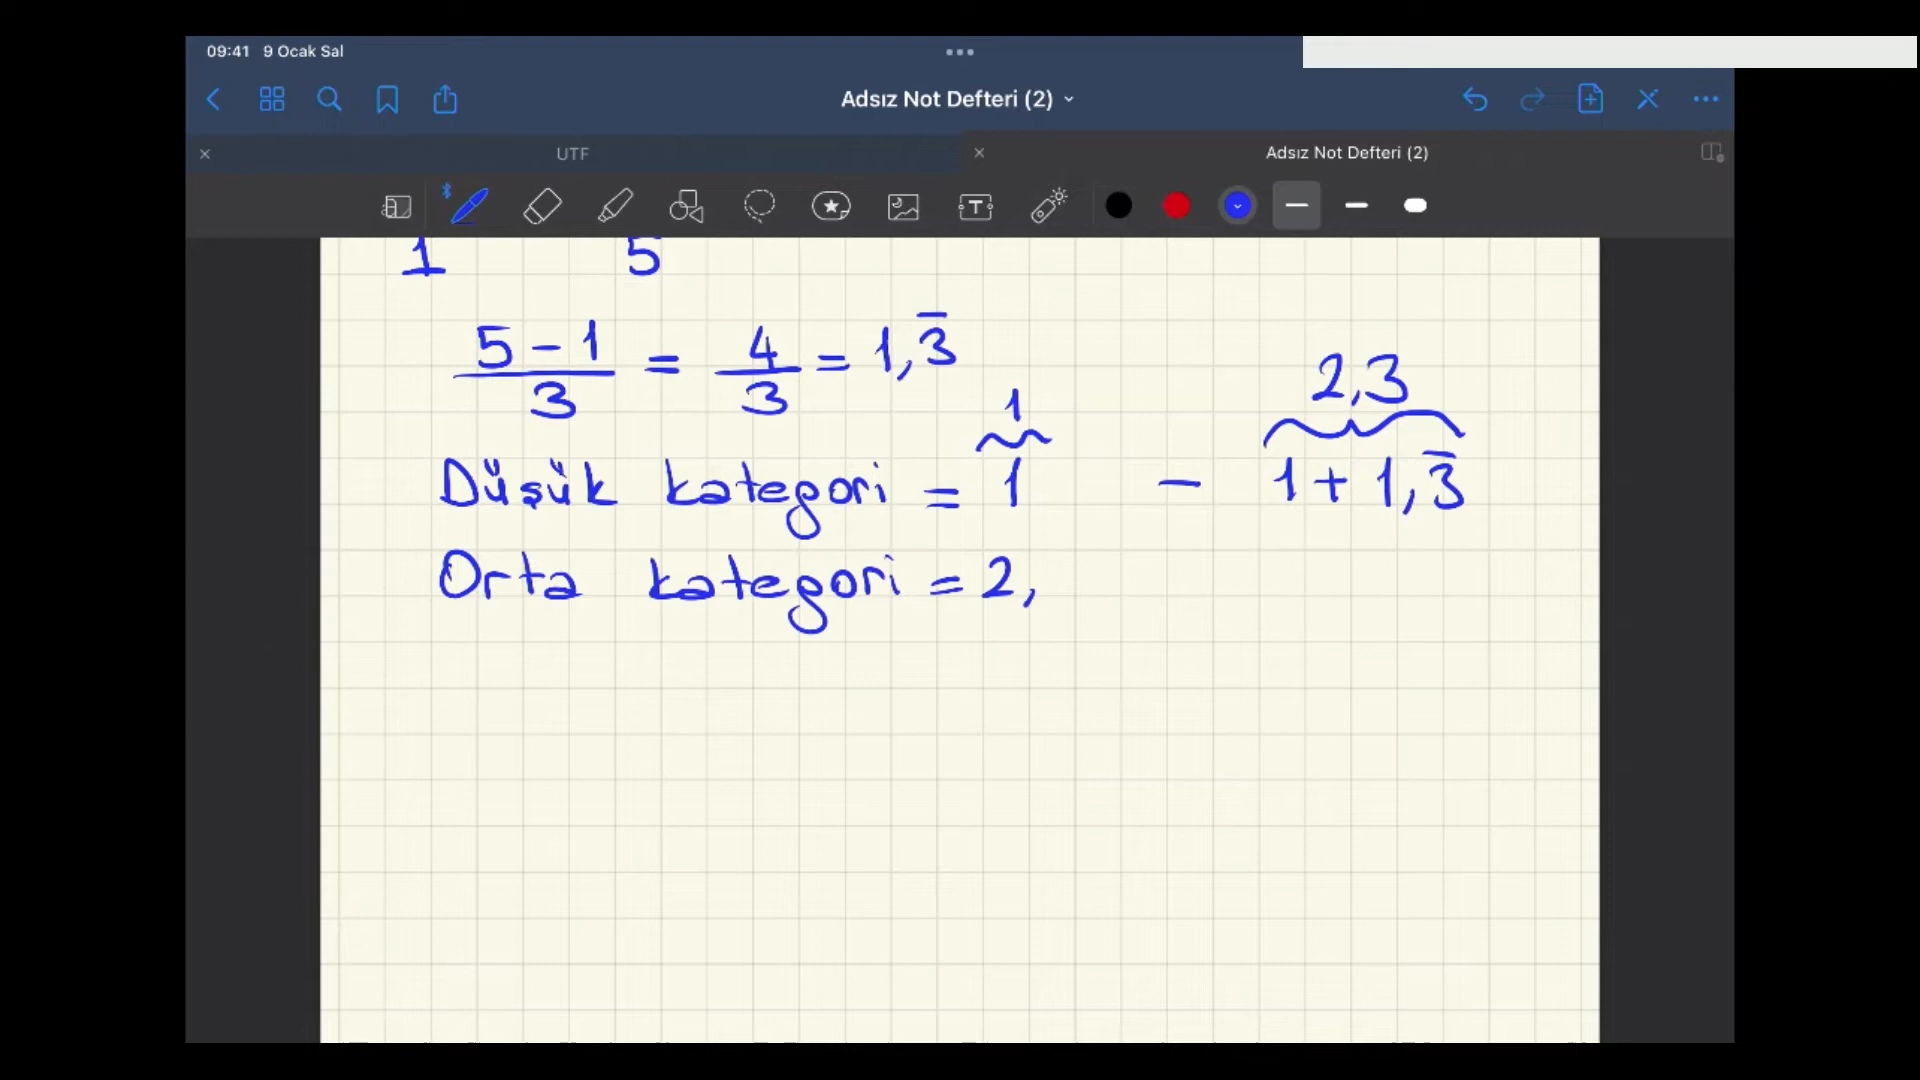 09:41 9 Ocak Sal
Adsız Not Defteri (2)
UTF
Adsız Not Defteri (2)
1 5
5-1/3 = 4/3 = 1,3̅
1 2,3
Düşük kategori = 1 - 1+1,3̅
Orta kategori = 2,